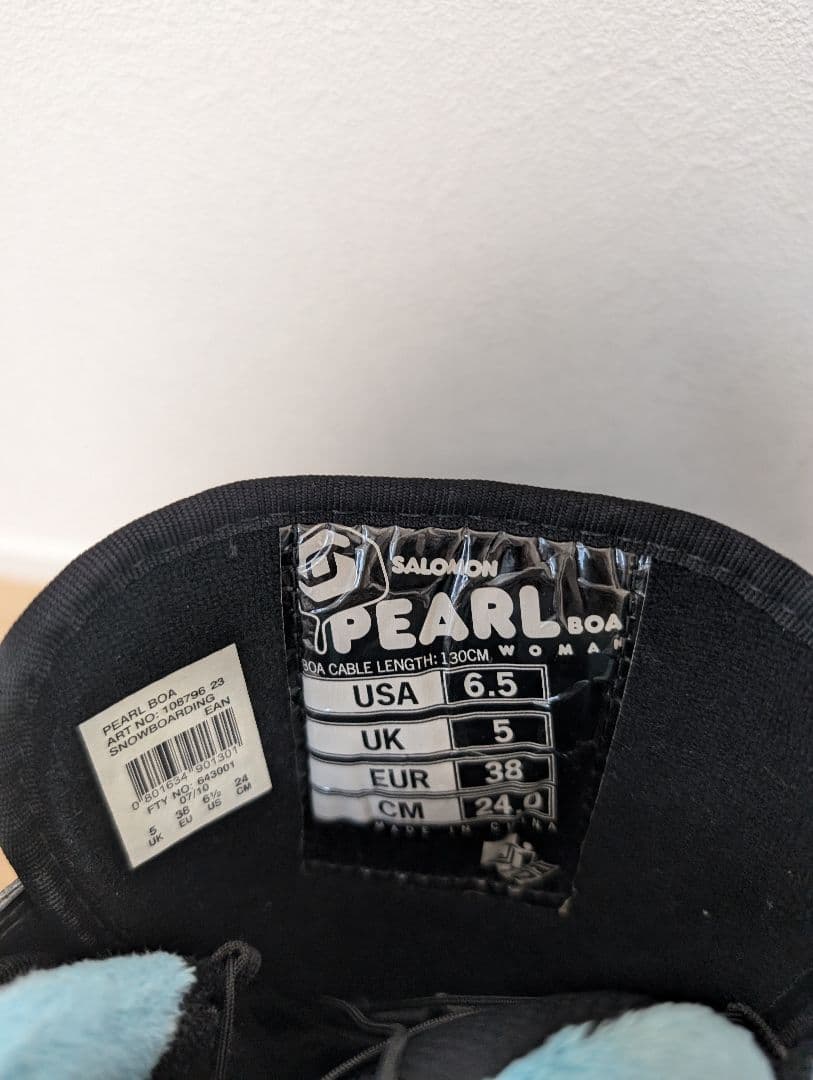 SALOMON
PEARL BOA
WOMAN
BOA CABLE LENGTH: 130CM
USA 6.5
UK 5
EUR 38
CM 24.0
MADE IN CHINA
PEARL BOA
ART NO: 108796 23
SNOWBOARDING
EAN
0 801634 901301
FTY NO: 643001
07/10
5 38 6½ 24
UK EU US CM